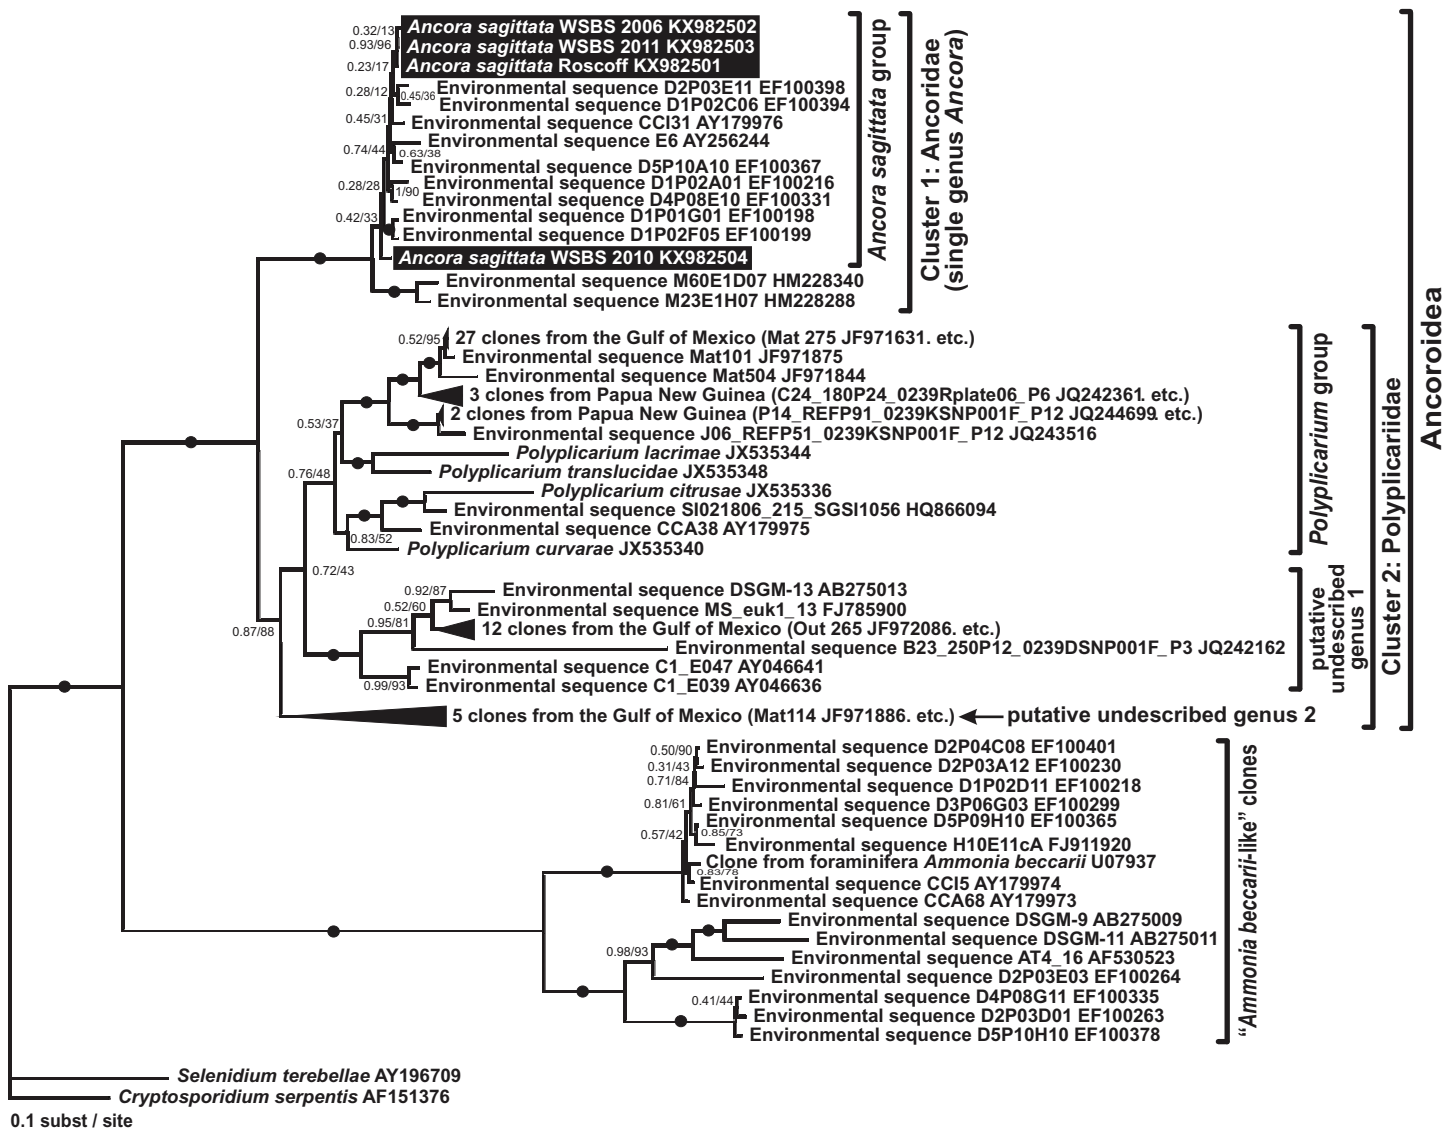 0.32/13
Ancora sagittata WSBS 2006 KX982502
0.93/96
Ancora sagittata WSBS 2011 KX982503
0.23/17
Ancora sagittata Roscoff KX982501
0.28/12
0.45/36
Environmental sequence D2P03E11 EF100398
Environmental sequence D1P02C06 EF100394
0.45/31
Environmental sequence CCI31 AY179976
Environmental sequence E6 AY256244
0.74/44
0.63/38
Environmental sequence D5P10A10 EF100367
0.28/28
Environmental sequence D1P02A01 EF100216
1/90
Environmental sequence D4P08E10 EF100331
0.42/33
Environmental sequence D1P01G01 EF100198
Environmental sequence D1P02F05 EF100199
Ancora sagittata WSBS 2010 KX982504
Environmental sequence M60E1D07 HM228340
Environmental sequence M23E1H07 HM228288
Ancora sagittata group
Cluster 1: Ancoridae
(single genus Ancora)
0.52/95
27 clones from the Gulf of Mexico (Mat 275 JF971631. etc.)
Environmental sequence Mat101 JF971875
Environmental sequence Mat504 JF971844
3 clones from Papua New Guinea (C24_180P24_0239Rplate06_P6 JQ242361. etc.)
2 clones from Papua New Guinea (P14_REFP91_0239KSNP001F_P12 JQ244699. etc.)
0.53/37
Environmental sequence J06_REFP51_0239KSNP001F_P12 JQ243516
Polyplicarium lacrimae JX535344
0.76/48
Polyplicarium translucidae JX535348
Polyplicarium citrusae JX535336
Environmental sequence SI021806_215_SGSI1056 HQ866094
Environmental sequence CCA38 AY179975
0.83/52
Polyplicarium curvarae JX535340
Polyplicarium group
0.72/43
0.92/87
Environmental sequence DSGM-13 AB275013
0.52/60
Environmental sequence MS_euk1_13 FJ785900
0.95/81
12 clones from the Gulf of Mexico (Out 265 JF972086. etc.)
0.87/88
Environmental sequence B23_250P12_0239DSNP001F_P3 JQ242162
Environmental sequence C1_E047 AY046641
0.99/93
Environmental sequence C1_E039 AY046636
putative
undescribed
genus 1
5 clones from the Gulf of Mexico (Mat114 JF971886. etc.)
putative undescribed genus 2
Cluster 2: Polyplicariidae
Ancoroidea
0.50/90
Environmental sequence D2P04C08 EF100401
0.31/43
Environmental sequence D2P03A12 EF100230
0.71/84
Environmental sequence D1P02D11 EF100218
0.81/61
Environmental sequence D3P06G03 EF100299
Environmental sequence D5P09H10 EF100365
0.57/42
0.85/73
Environmental sequence H10E11cA FJ911920
Clone from foraminifera Ammonia beccarii U07937
0.83/78
Environmental sequence CCI5 AY179974
Environmental sequence CCA68 AY179973
Environmental sequence DSGM-9 AB275009
Environmental sequence DSGM-11 AB275011
0.98/93
Environmental sequence AT4_16 AF530523
Environmental sequence D2P03E03 EF100264
0.41/44
Environmental sequence D4P08G11 EF100335
Environmental sequence D2P03D01 EF100263
Environmental sequence D5P10H10 EF100378
“Ammonia beccarii-like” clones
Selenidium terebellae AY196709
Cryptosporidium serpentis AF151376
0.1 subst / site